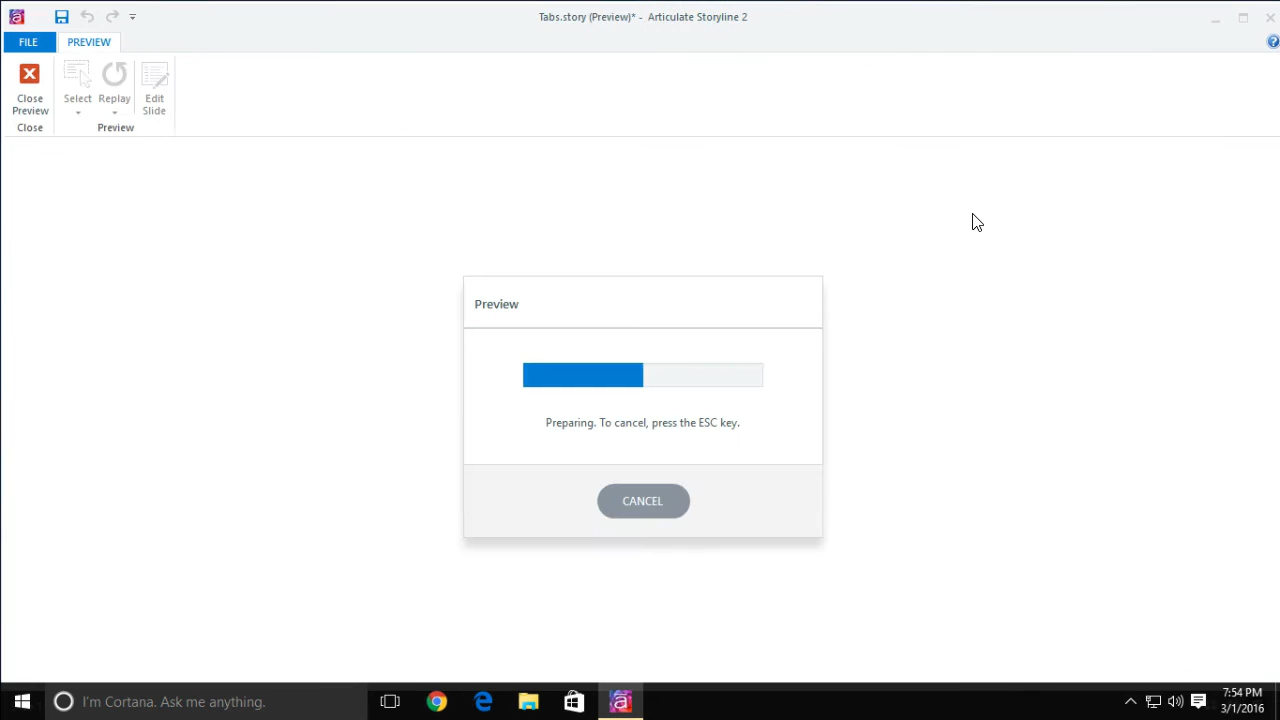 Tabs.story (Preview)* - Articulate Storyline 2
FILE
PREVIEW
Close Preview
Select
Replay
Edit Slide
Close
Preview
Preview
Preparing. To cancel, press the ESC key.
CANCEL
I'm Cortana. Ask me anything.
7:54 PM
3/1/2016